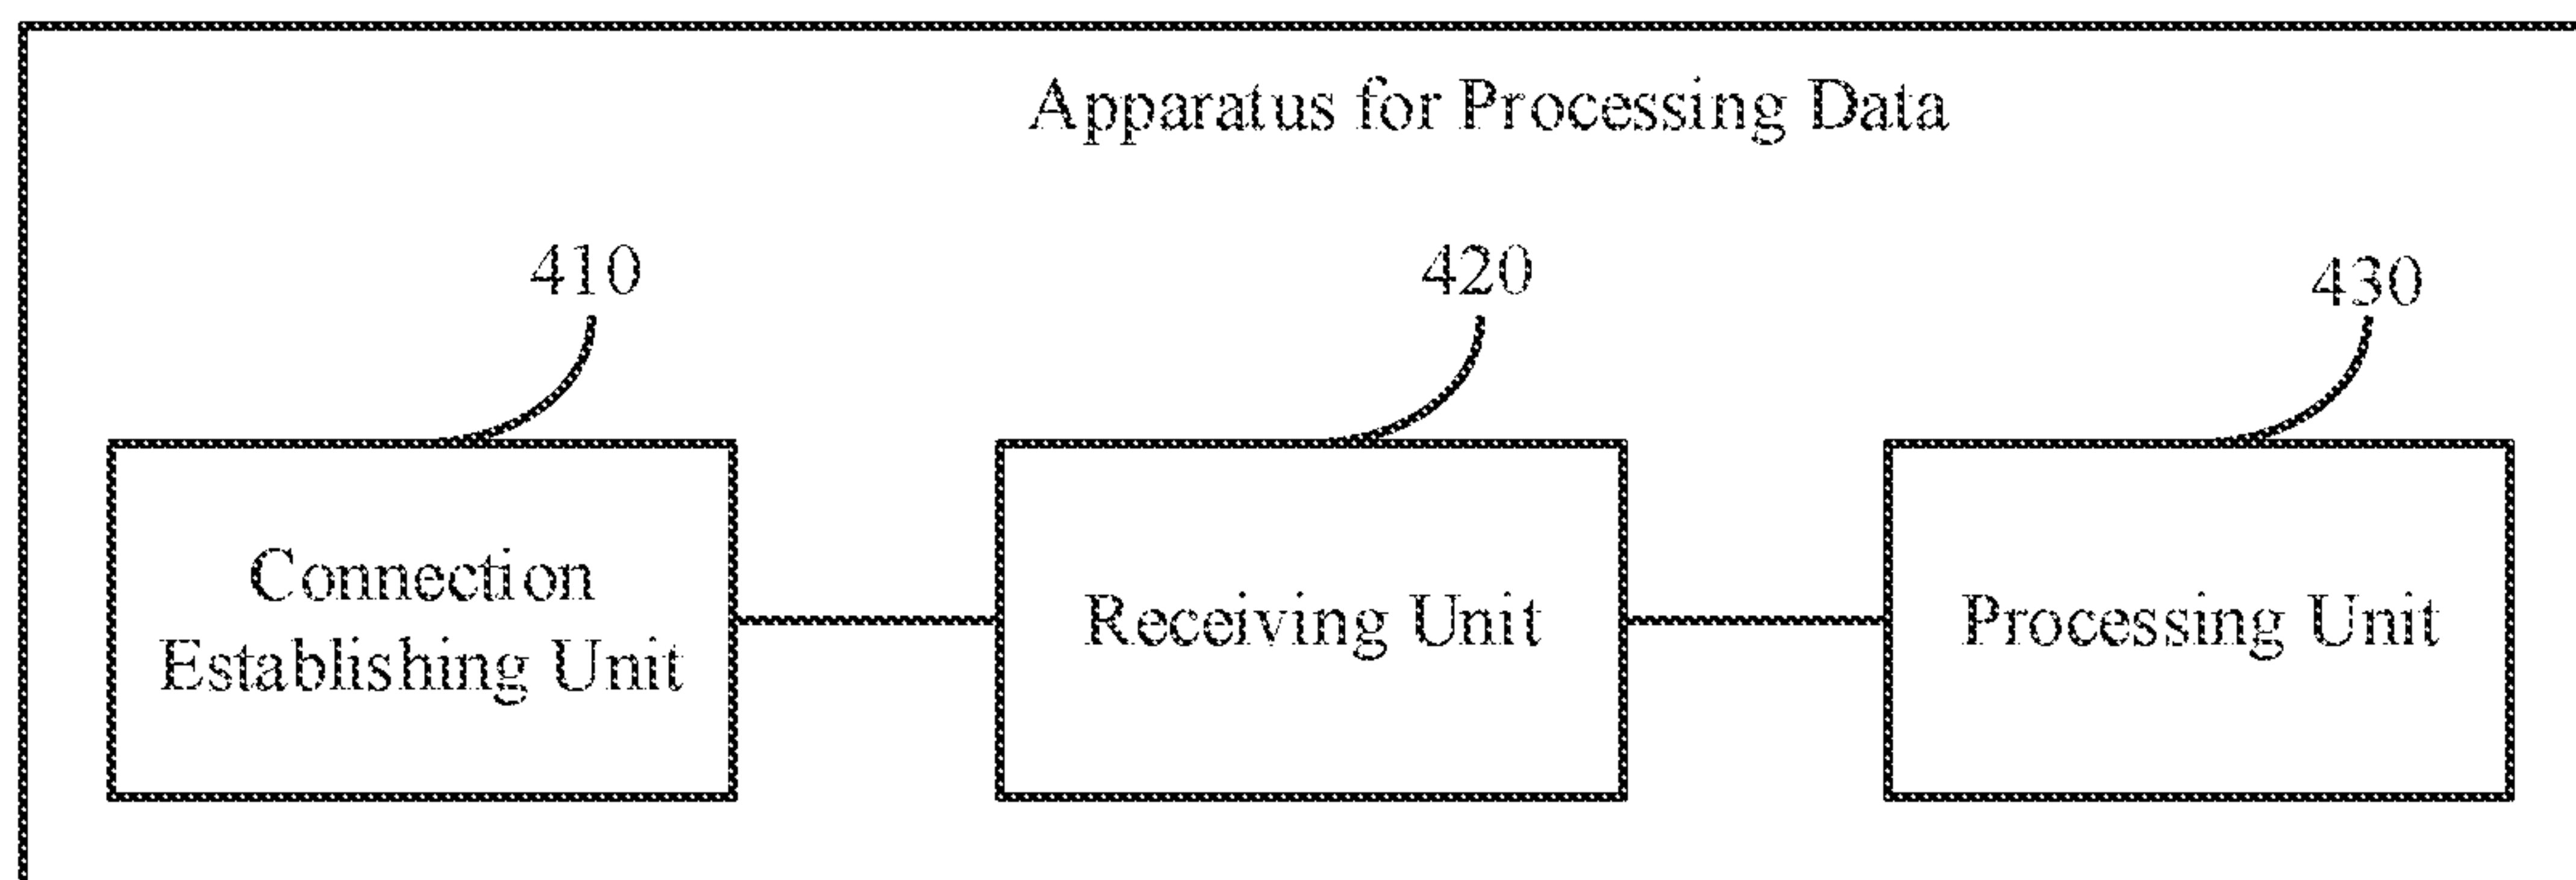 Apparatus for Processing Data
410
420
430
Connection
Establishing Unit
Receiving Unit
Processing Unit